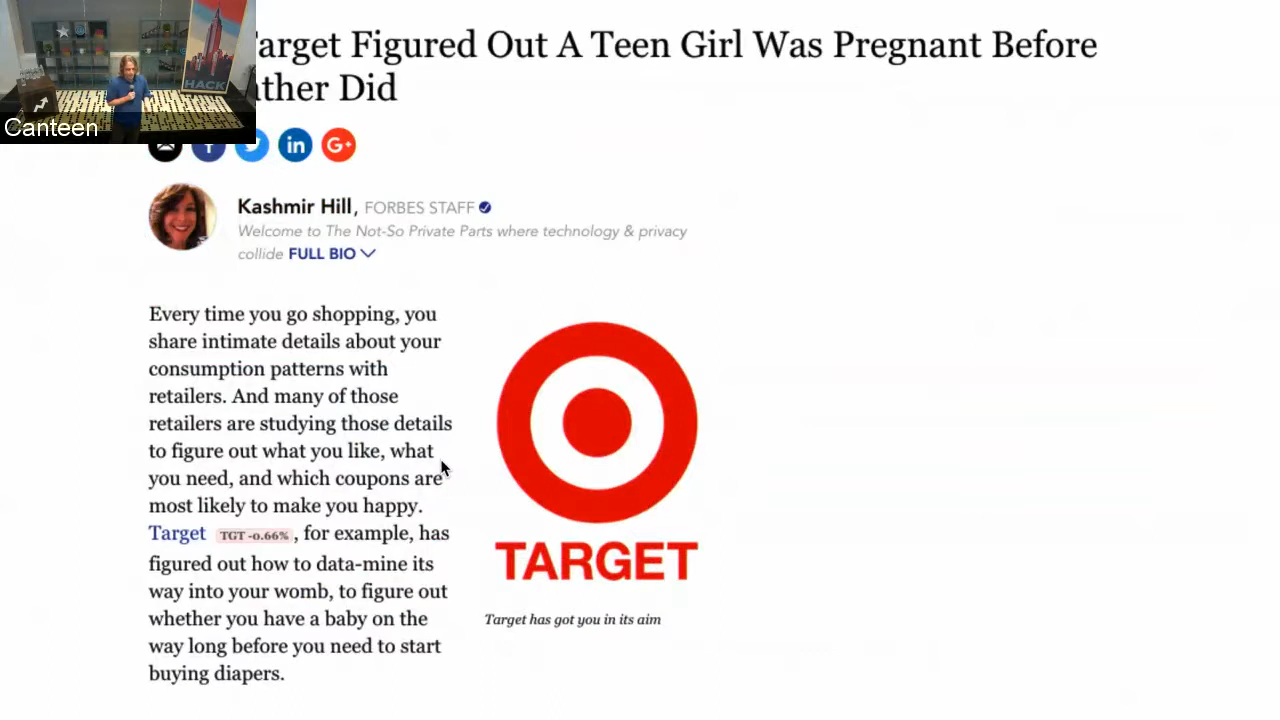 Target Figured Out A Teen Girl Was Pregnant Before
ather Did
HACK
Canteen
G+
Kashmir Hill, FORBES STAFF
Welcome to The Not-So Private Parts where technology & privacy
collide FULL BIO
Every time you go shopping, you
share intimate details about your
consumption patterns with
retailers. And many of those
retailers are studying those details
to figure out what you like, what
you need, and which coupons are
most likely to make you happy.
Target TGT -0.66% , for example, has
figured out how to data-mine its
way into your womb, to figure out
whether you have a baby on the
way long before you need to start
buying diapers.
TARGET
Target has got you in its aim